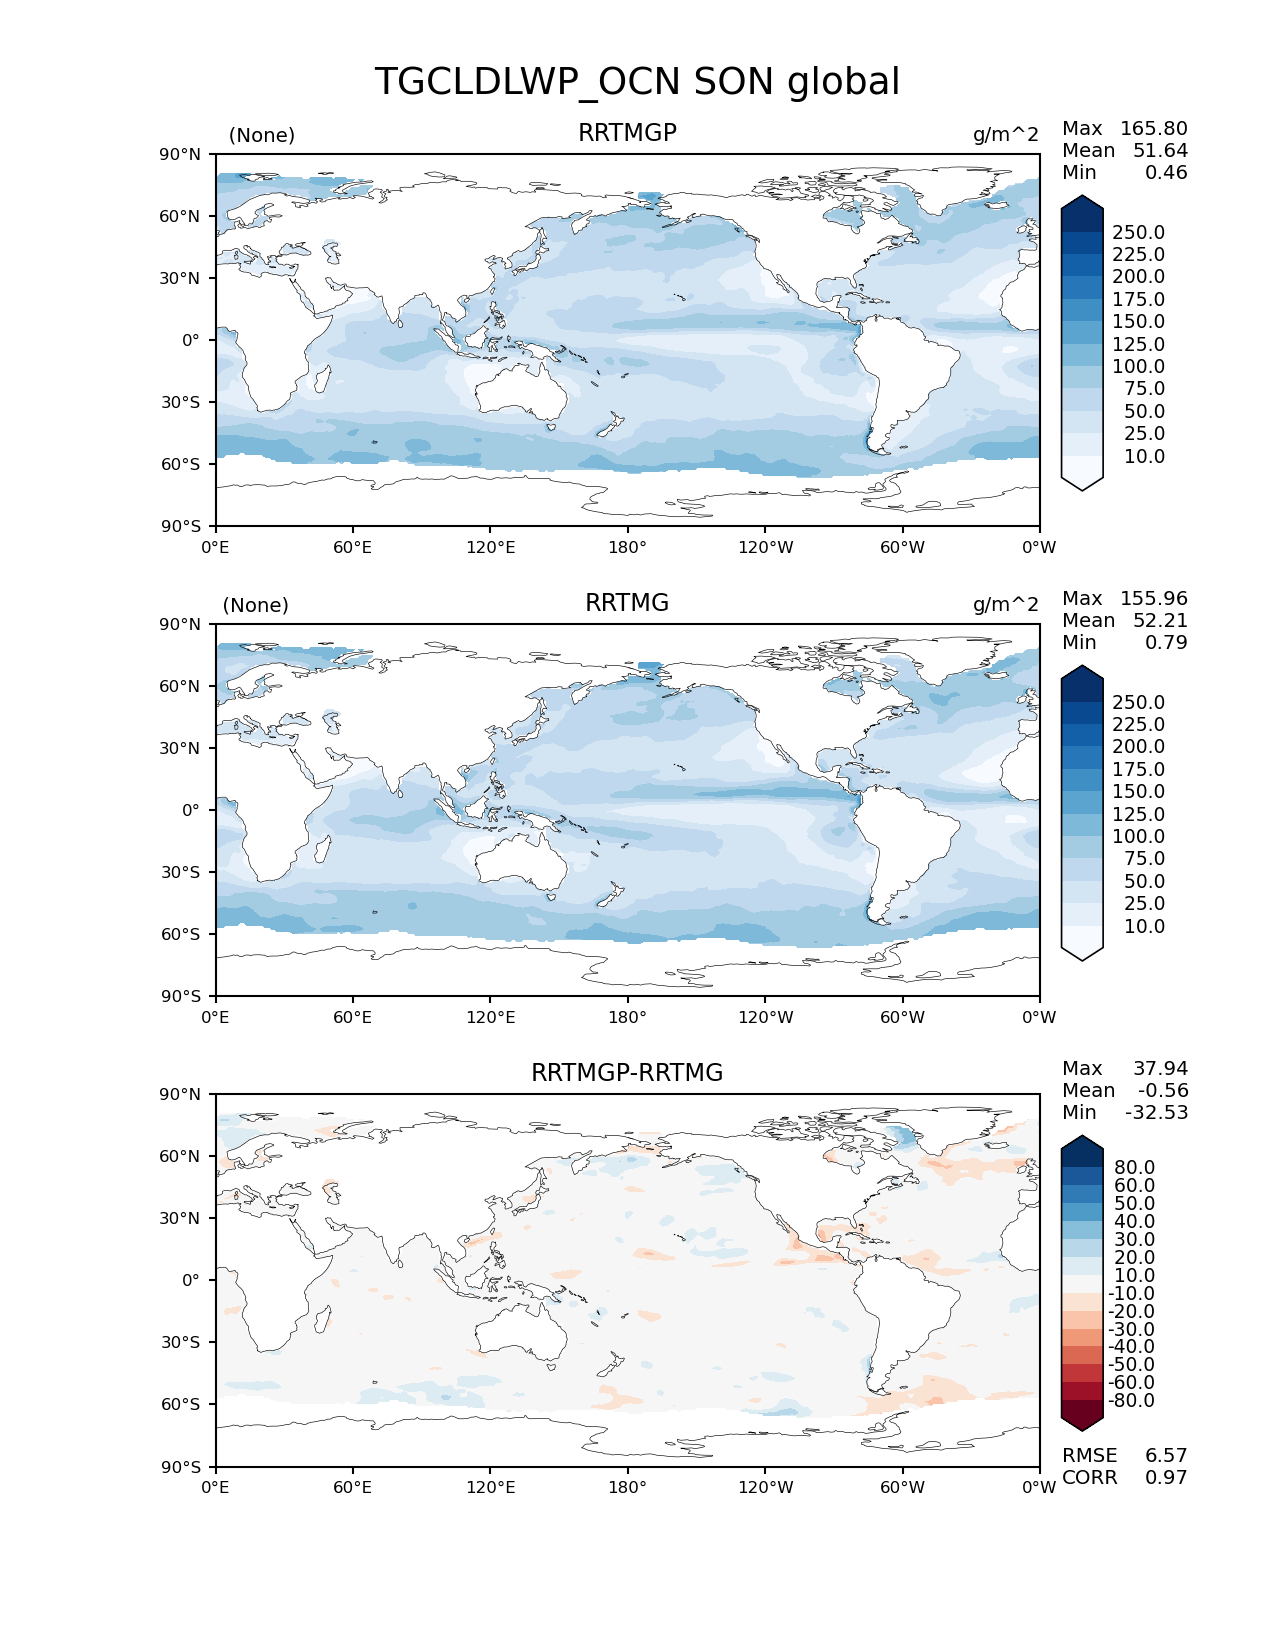 TGCLDLWP_OCN SON global
(None) RRTMGP g/m^2
Max 165.80
Mean 51.64
Min 0.46
90°N
60°N
30°N
0°
30°S
60°S
90°S
0°E 60°E 120°E 180° 120°W 60°W 0°W
250.0
225.0
200.0
175.0
150.0
125.0
100.0
75.0
50.0
25.0
10.0
(None) RRTMG g/m^2
Max 155.96
Mean 52.21
Min 0.79
90°N
60°N
30°N
0°
30°S
60°S
90°S
0°E 60°E 120°E 180° 120°W 60°W 0°W
250.0
225.0
200.0
175.0
150.0
125.0
100.0
75.0
50.0
25.0
10.0
RRTMGP-RRTMG
Max 37.94
Mean -0.56
Min -32.53
90°N
60°N
30°N
0°
30°S
60°S
90°S
0°E 60°E 120°E 180° 120°W 60°W 0°W
80.0
60.0
50.0
40.0
30.0
20.0
10.0
-10.0
-20.0
-30.0
-40.0
-50.0
-60.0
-80.0
RMSE 6.57
CORR 0.97